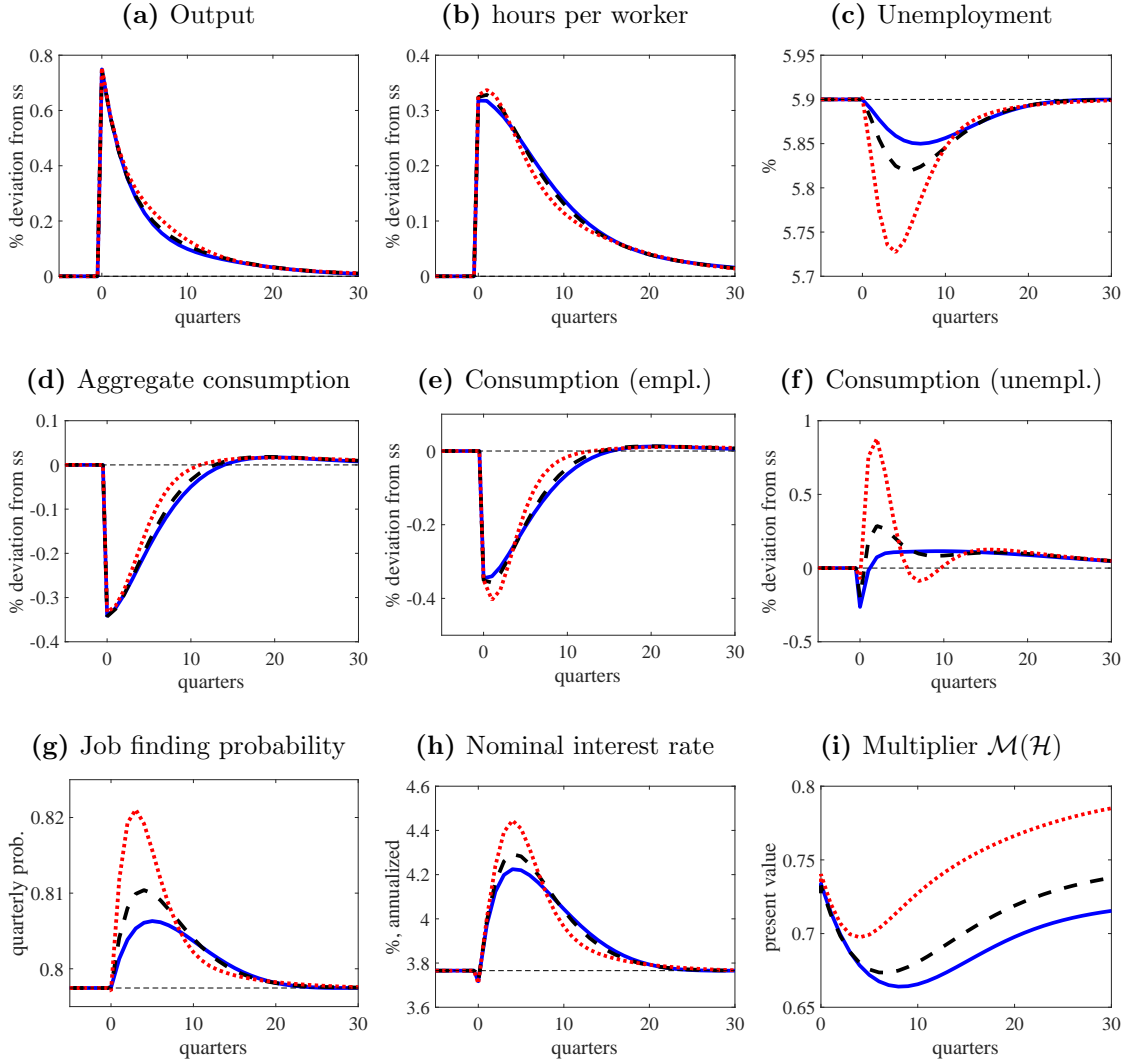 (a) Output
% deviation from ss
0.8
0.6
0.4
0.2
0
0 10 20 30
quarters
(b) hours per worker
% deviation from ss
0.4
0.3
0.2
0.1
0
0 10 20 30
quarters
(c) Unemployment
%
5.95
5.9
5.85
5.8
5.75
5.7
0 10 20 30
quarters
(d) Aggregate consumption
% deviation from ss
0.1
0
-0.1
-0.2
-0.3
-0.4
0 10 20 30
quarters
(e) Consumption (empl.)
% deviation from ss
0
-0.2
-0.4
0 10 20 30
quarters
(f) Consumption (unempl.)
% deviation from ss
1
0.5
0
-0.5
0 10 20 30
quarters
(g) Job finding probability
quarterly prob.
0.82
0.81
0.8
0 10 20 30
quarters
(h) Nominal interest rate
%, annualized
4.6
4.4
4.2
4
3.8
3.6
0 10 20 30
quarters
(i) Multiplier ℳ(ℋ)
present value
0.8
0.75
0.7
0.65
0 10 20 30
quarters